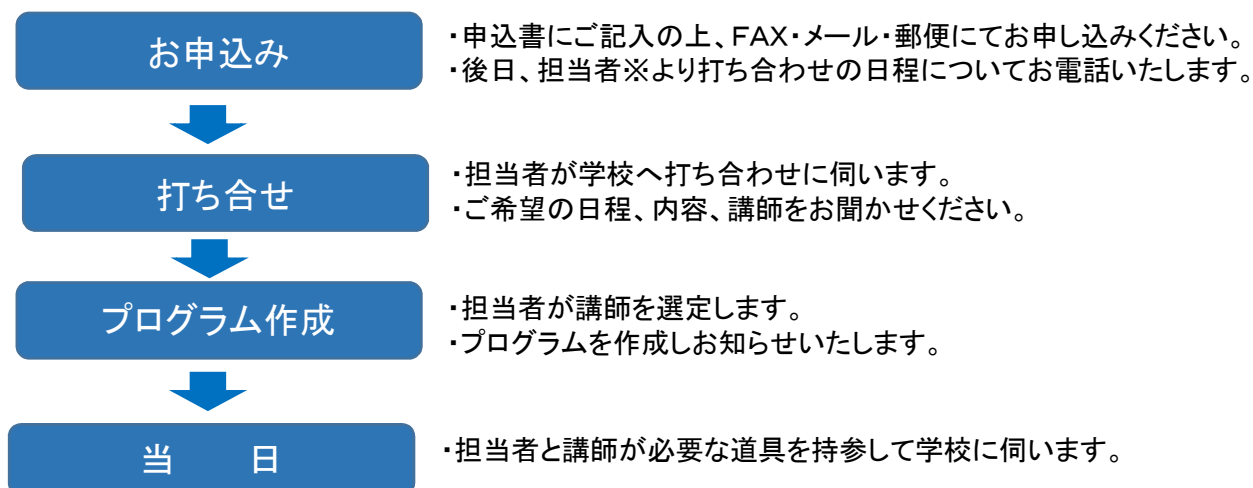 お申込み
・申込書にご記入の上、FAX・メール・郵便にてお申し込みください。
・後日、担当者※より打ち合わせの日程についてお電話いたします。
打ち合せ
・担当者が学校へ打ち合わせに伺います。
・ご希望の日程、内容、講師をお聞かせください。
プログラム作成
・担当者が講師を選定します。
・プログラムを作成しお知らせいたします。
当　　日
・担当者と講師が必要な道具を持参して学校に伺います。